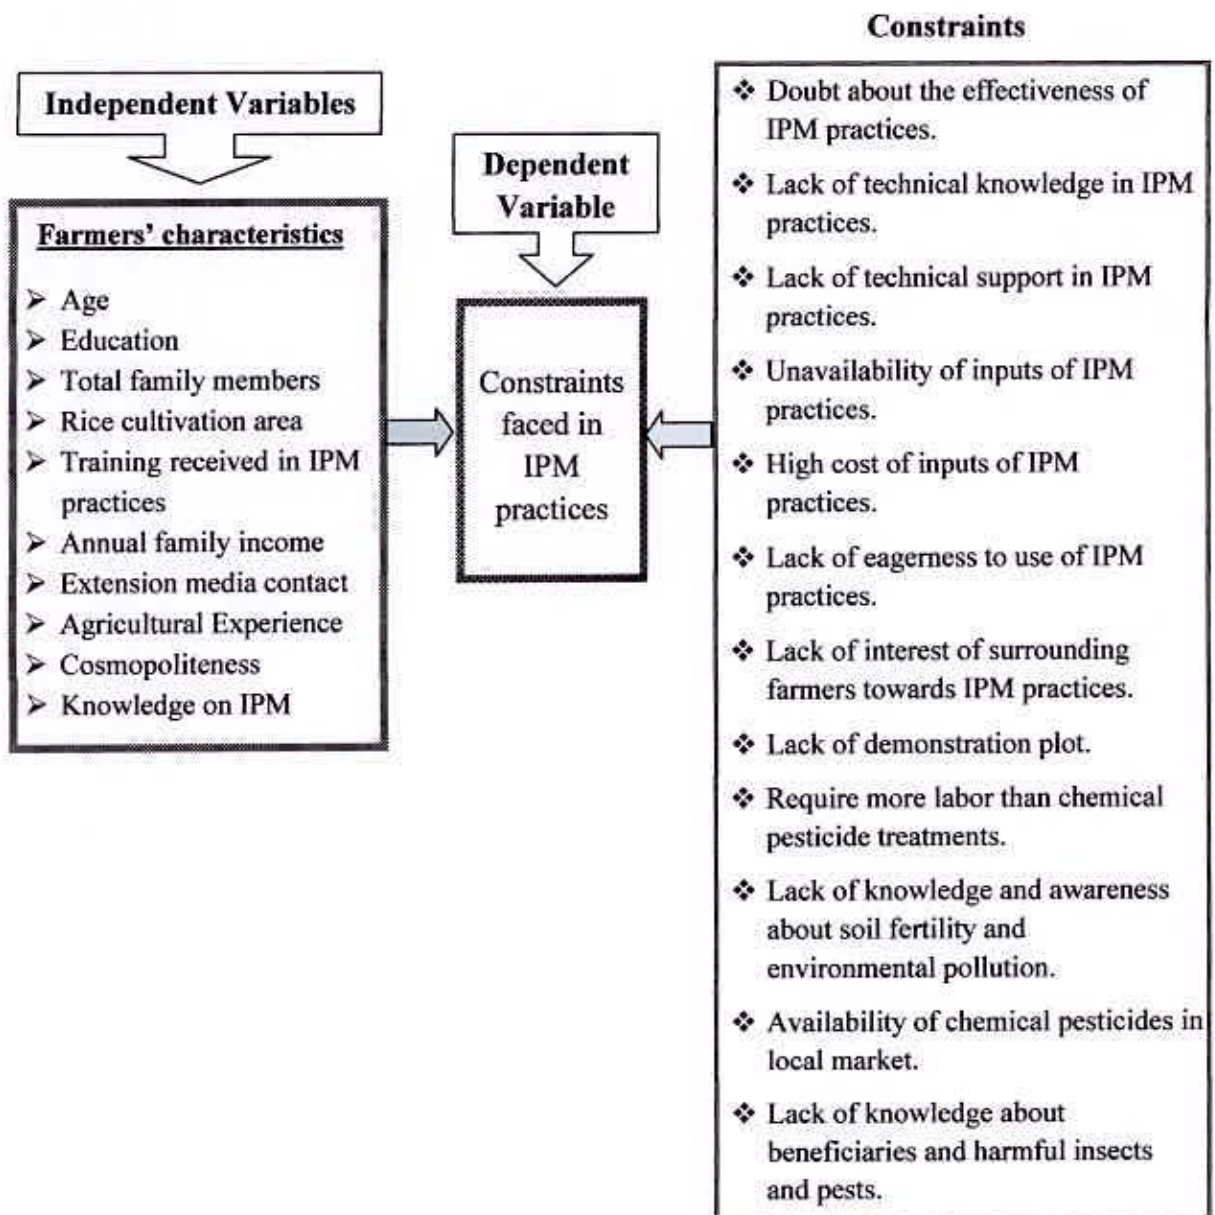 Independent Variables
Farmers' characteristics
➢ Age
➢ Education
➢ Total family members
➢ Rice cultivation area
➢ Training received in IPM
practices
➢ Annual family income
➢ Extension media contact
➢ Agricultural Experience
➢ Cosmopoliteness
➢ Knowledge on IPM
Dependent
Variable
Constraints
faced in
IPM
practices
Constraints
❖ Doubt about the effectiveness of
IPM practices.
❖ Lack of technical knowledge in IPM
practices.
❖ Lack of technical support in IPM
practices.
❖ Unavailability of inputs of IPM
practices.
❖ High cost of inputs of IPM
practices.
❖ Lack of eagerness to use of IPM
practices.
❖ Lack of interest of surrounding
farmers towards IPM practices.
❖ Lack of demonstration plot.
❖ Require more labor than chemical
pesticide treatments.
❖ Lack of knowledge and awareness
about soil fertility and
environmental pollution.
❖ Availability of chemical pesticides in
local market.
❖ Lack of knowledge about
beneficiaries and harmful insects
and pests.